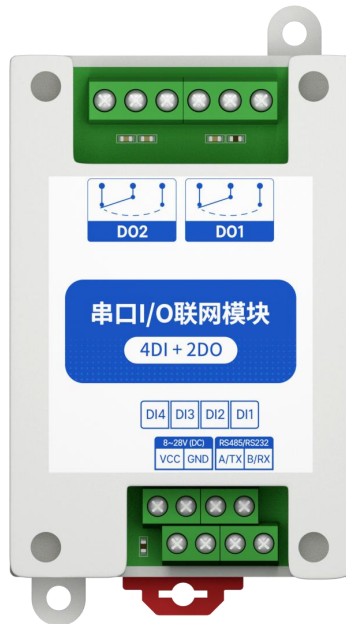 DO2 DO1
串口I/O联网模块
4DI + 2DO
DI4 DI3 DI2 DI1
8~28V (DC) RS485/RS232
VCC GND A/TX B/RX